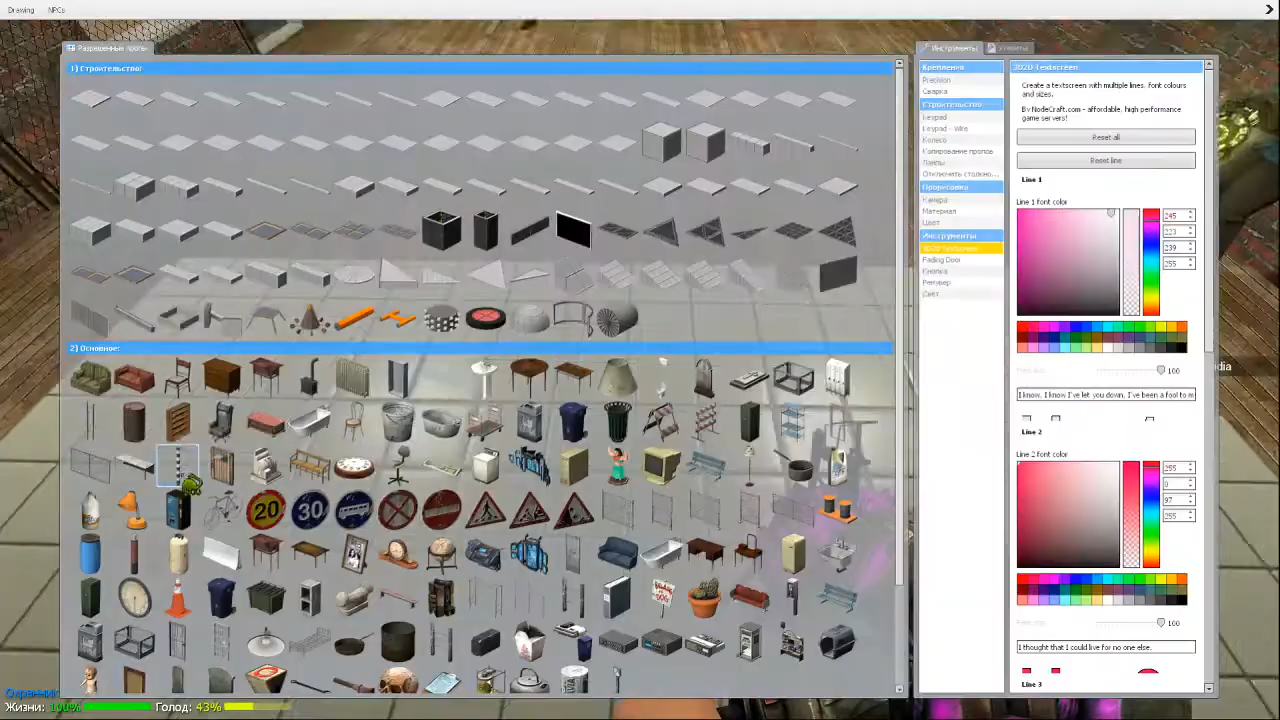 Drawing NPCs
Разрешенные пропы
Инструменты
Утилиты
1) Строительство:
Крепления
Precision
Сварка
Строительство
Keypad
Keypad - Wire
Колесо
Копирование пропов
Лампы
Отключить столкно...
Прорисовка
Камера
Материал
Цвет
Инструменты
3D2D Textscreen
Fading Door
Кнопка
Ремувер
Свет
3D2D Textscreen
Create a textscreen with multiple lines, font colours
and sizes.
By NodeCraft.com - affordable, high performance
game servers!
Reset all
Reset line
Line 1
Line 1 font color
245
223
239
255
100
I know, I know I've let you down, I've been a fool to m
Line 2
Line 2 font color
255
0
97
255
100
I thought that I could live for no one else.
Line 3
2) Основное:
20
30
dia
Охранник
Жизни: 100%
Голод: 43%